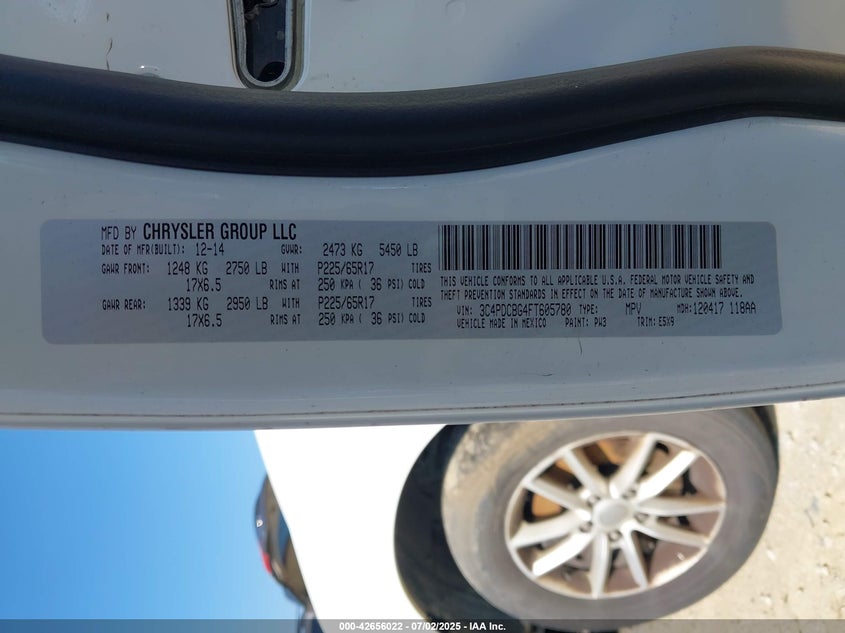 MFD BY CHRYSLER GROUP LLC
DATE OF MFR(BUILT): 12-14 GVWR: 2473 KG 5450 LB
GAWR FRONT: 1248 KG 2750 LB WITH P225/65R17 TIRES
17X6.5 RIMS AT 250 KPA ( 36 PSI) COLD
GAWR REAR: 1339 KG 2950 LB WITH P225/65R17 TIRES
17X6.5 RIMS AT 250 KPA ( 36 PSI) COLD
THIS VEHICLE CONFORMS TO ALL APPLICABLE U.S.A. FEDERAL MOTOR VEHICLE SAFETY AND
THEFT PREVENTION STANDARDS IN EFFECT ON THE DATE OF MANUFACTURE SHOWN ABOVE.
VIN: 3C4PDCBG4FT605780 TYPE: MPV MDH:120417 118AA
VEHICLE MADE IN MEXICO PAINT: PW3 TRIM: E5X9
000-42656022 - 07/02/2025 - IAA Inc.